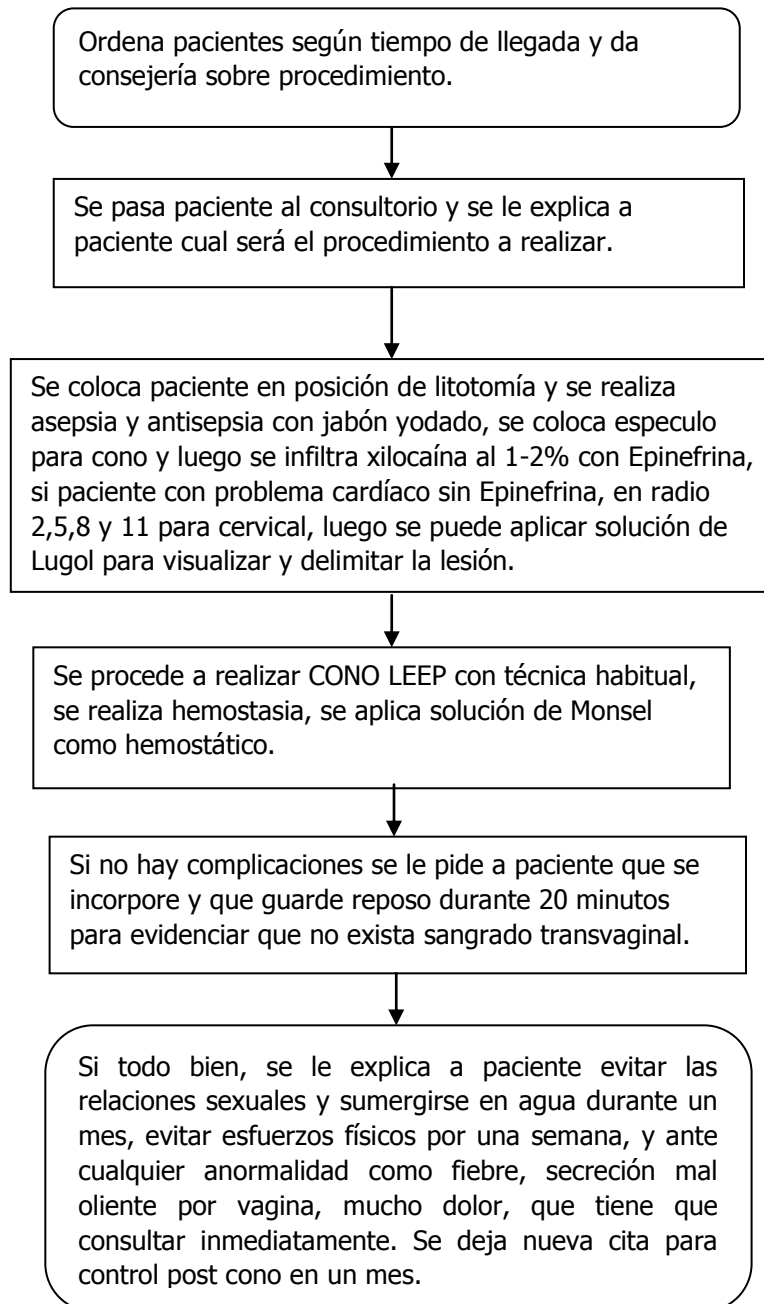 Ordena pacientes según tiempo de llegada y da
consejería sobre procedimiento.
Se pasa paciente al consultorio y se le explica a
paciente cual será el procedimiento a realizar.
Se coloca paciente en posición de litotomía y se realiza
asepsia y antisepsia con jabón yodado, se coloca especulo
para cono y luego se infiltra xilocaína al 1-2% con Epinefrina,
si paciente con problema cardíaco sin Epinefrina, en radio
2,5,8 y 11 para cervical, luego se puede aplicar solución de
Lugol para visualizar y delimitar la lesión.
Se procede a realizar CONO LEEP con técnica habitual,
se realiza hemostasia, se aplica solución de Monsel
como hemostático.
Si no hay complicaciones se le pide a paciente que se
incorpore y que guarde reposo durante 20 minutos
para evidenciar que no exista sangrado transvaginal.
Si todo bien, se le explica a paciente evitar las
relaciones sexuales y sumergirse en agua durante un
mes, evitar esfuerzos físicos por una semana, y ante
cualquier anormalidad como fiebre, secreción mal
oliente por vagina, mucho dolor, que tiene que
consultar inmediatamente. Se deja nueva cita para
control post cono en un mes.